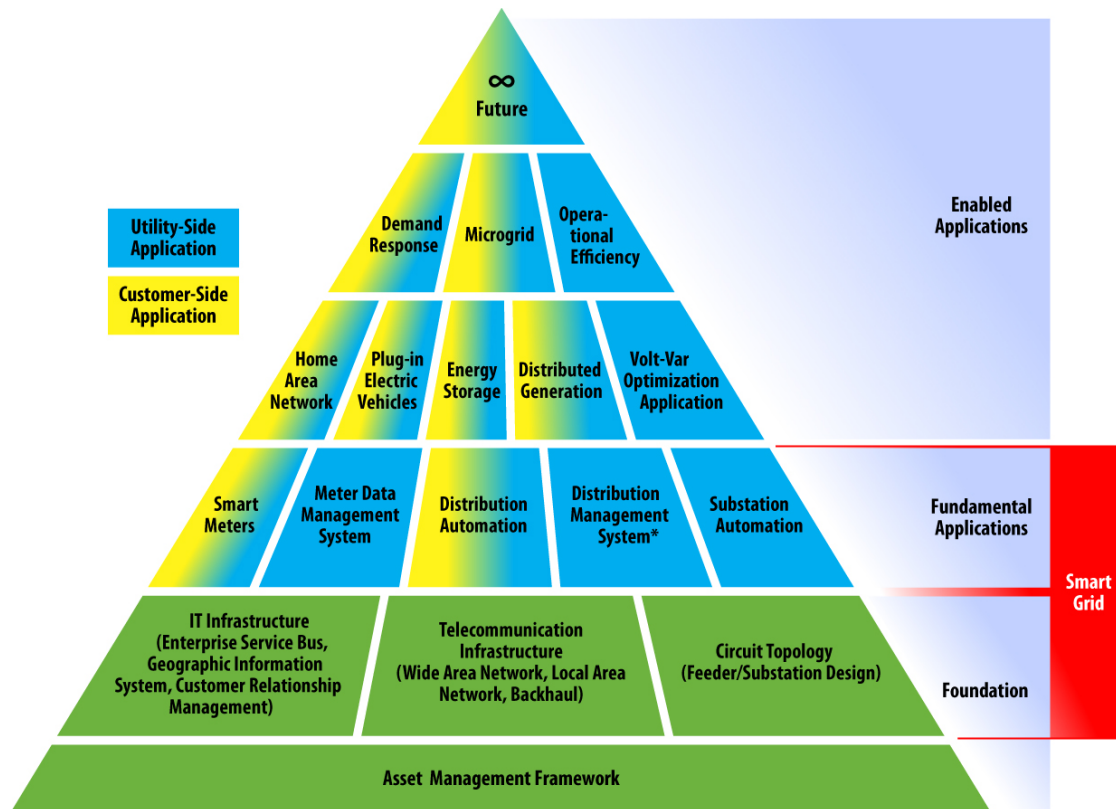 ∞
Future
Demand
Response
Microgrid
Opera-
tional
Efficiency
Enabled
Applications
Utility-Side
Application
Customer-Side
Application
Home
Area
Network
Plug-in
Electric
Vehicles
Energy
Storage
Distributed
Generation
Volt-Var
Optimization
Application
Smart
Meters
Meter Data
Management
System
Distribution
Automation
Distribution
Management
System*
Substation
Automation
Fundamental
Applications
Smart
Grid
IT Infrastructure
(Enterprise Service Bus,
Geographic Information
System, Customer Relationship
Management)
Telecommunication
Infrastructure
(Wide Area Network, Local Area
Network, Backhaul)
Circuit Topology
(Feeder/Substation Design)
Foundation
Asset Management Framework